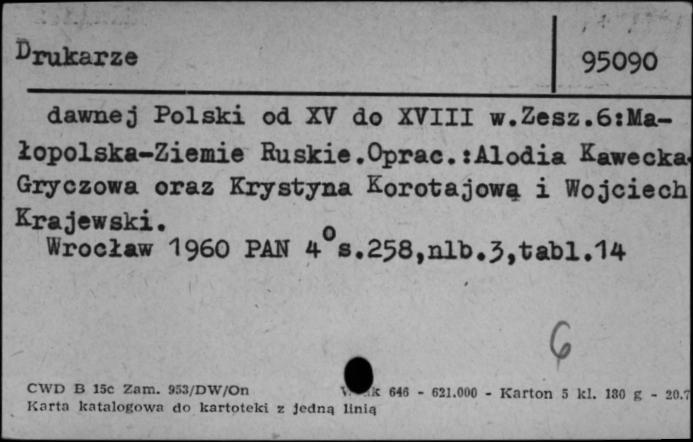 Drukarze
95090
dawnej Polski od XV do XVIII w.Zesz.6:Ma-
łopolska-Ziemie Ruskie.Oprac.:Alodia Kawecka-
Gryczowa oraz Krystyna Korotajową i Wojciech
Krajewski.
Wrocław 1960 PAN 4° s.258,nlb.3,tabl.14
6
CWD B 15c Zam. 953/DW/On 646 - 621.000 - Karton 5 kl. 180 g - 20.7
Karta katalogowa do kartoteki z jedną linią